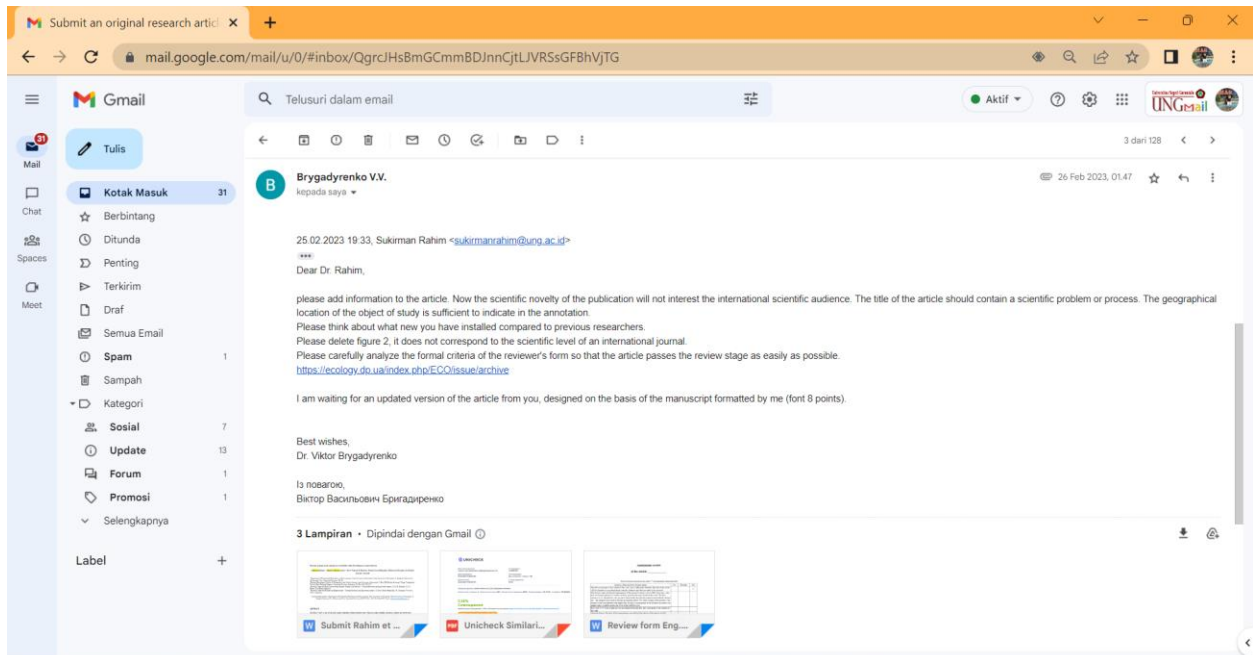 Submit an original research artic
mail.google.com/mail/u/0/#inbox/QgrcJHsBmGCmmBDJnnCjtLJVRSsGFBhVjTG
Gmail
Telusuri dalam email
Aktif
UNGmail
31
Mail
Chat
Spaces
Meet
Tulis
Kotak Masuk 31
Berbintang
Ditunda
Penting
Terkirim
Draf
Semua Email
Spam 1
Sampah
Kategori
Sosial 7
Update 13
Forum 1
Promosi 1
Selengkapnya
Label
3 dari 128
B
Brygadyrenko V.V.
kepada saya
26 Feb 2023, 01.47
25.02.2023 19:33, Sukirman Rahim <sukirmanrahim@ung.ac.id>
Dear Dr. Rahim,
please add information to the article. Now the scientific novelty of the publication will not interest the international scientific audience. The title of the article should contain a scientific problem or process. The geographical
location of the object of study is sufficient to indicate in the annotation.
Please think about what new you have installed compared to previous researchers.
Please delete figure 2, it does not correspond to the scientific level of an international journal.
Please carefully analyze the formal criteria of the reviewer's form so that the article passes the review stage as easily as possible.
https://ecology.dp.ua/index.php/ECO/issue/archive
I am waiting for an updated version of the article from you, designed on the basis of the manuscript formatted by me (font 8 points).
Best wishes,
Dr. Viktor Brygadyrenko
Із повагою,
Віктор Васильович Бригадиренко
3 Lampiran • Dipindai dengan Gmail
UNICHECK
W Submit Rahim et ...
PDF Unicheck Similari...
W Review form Eng....